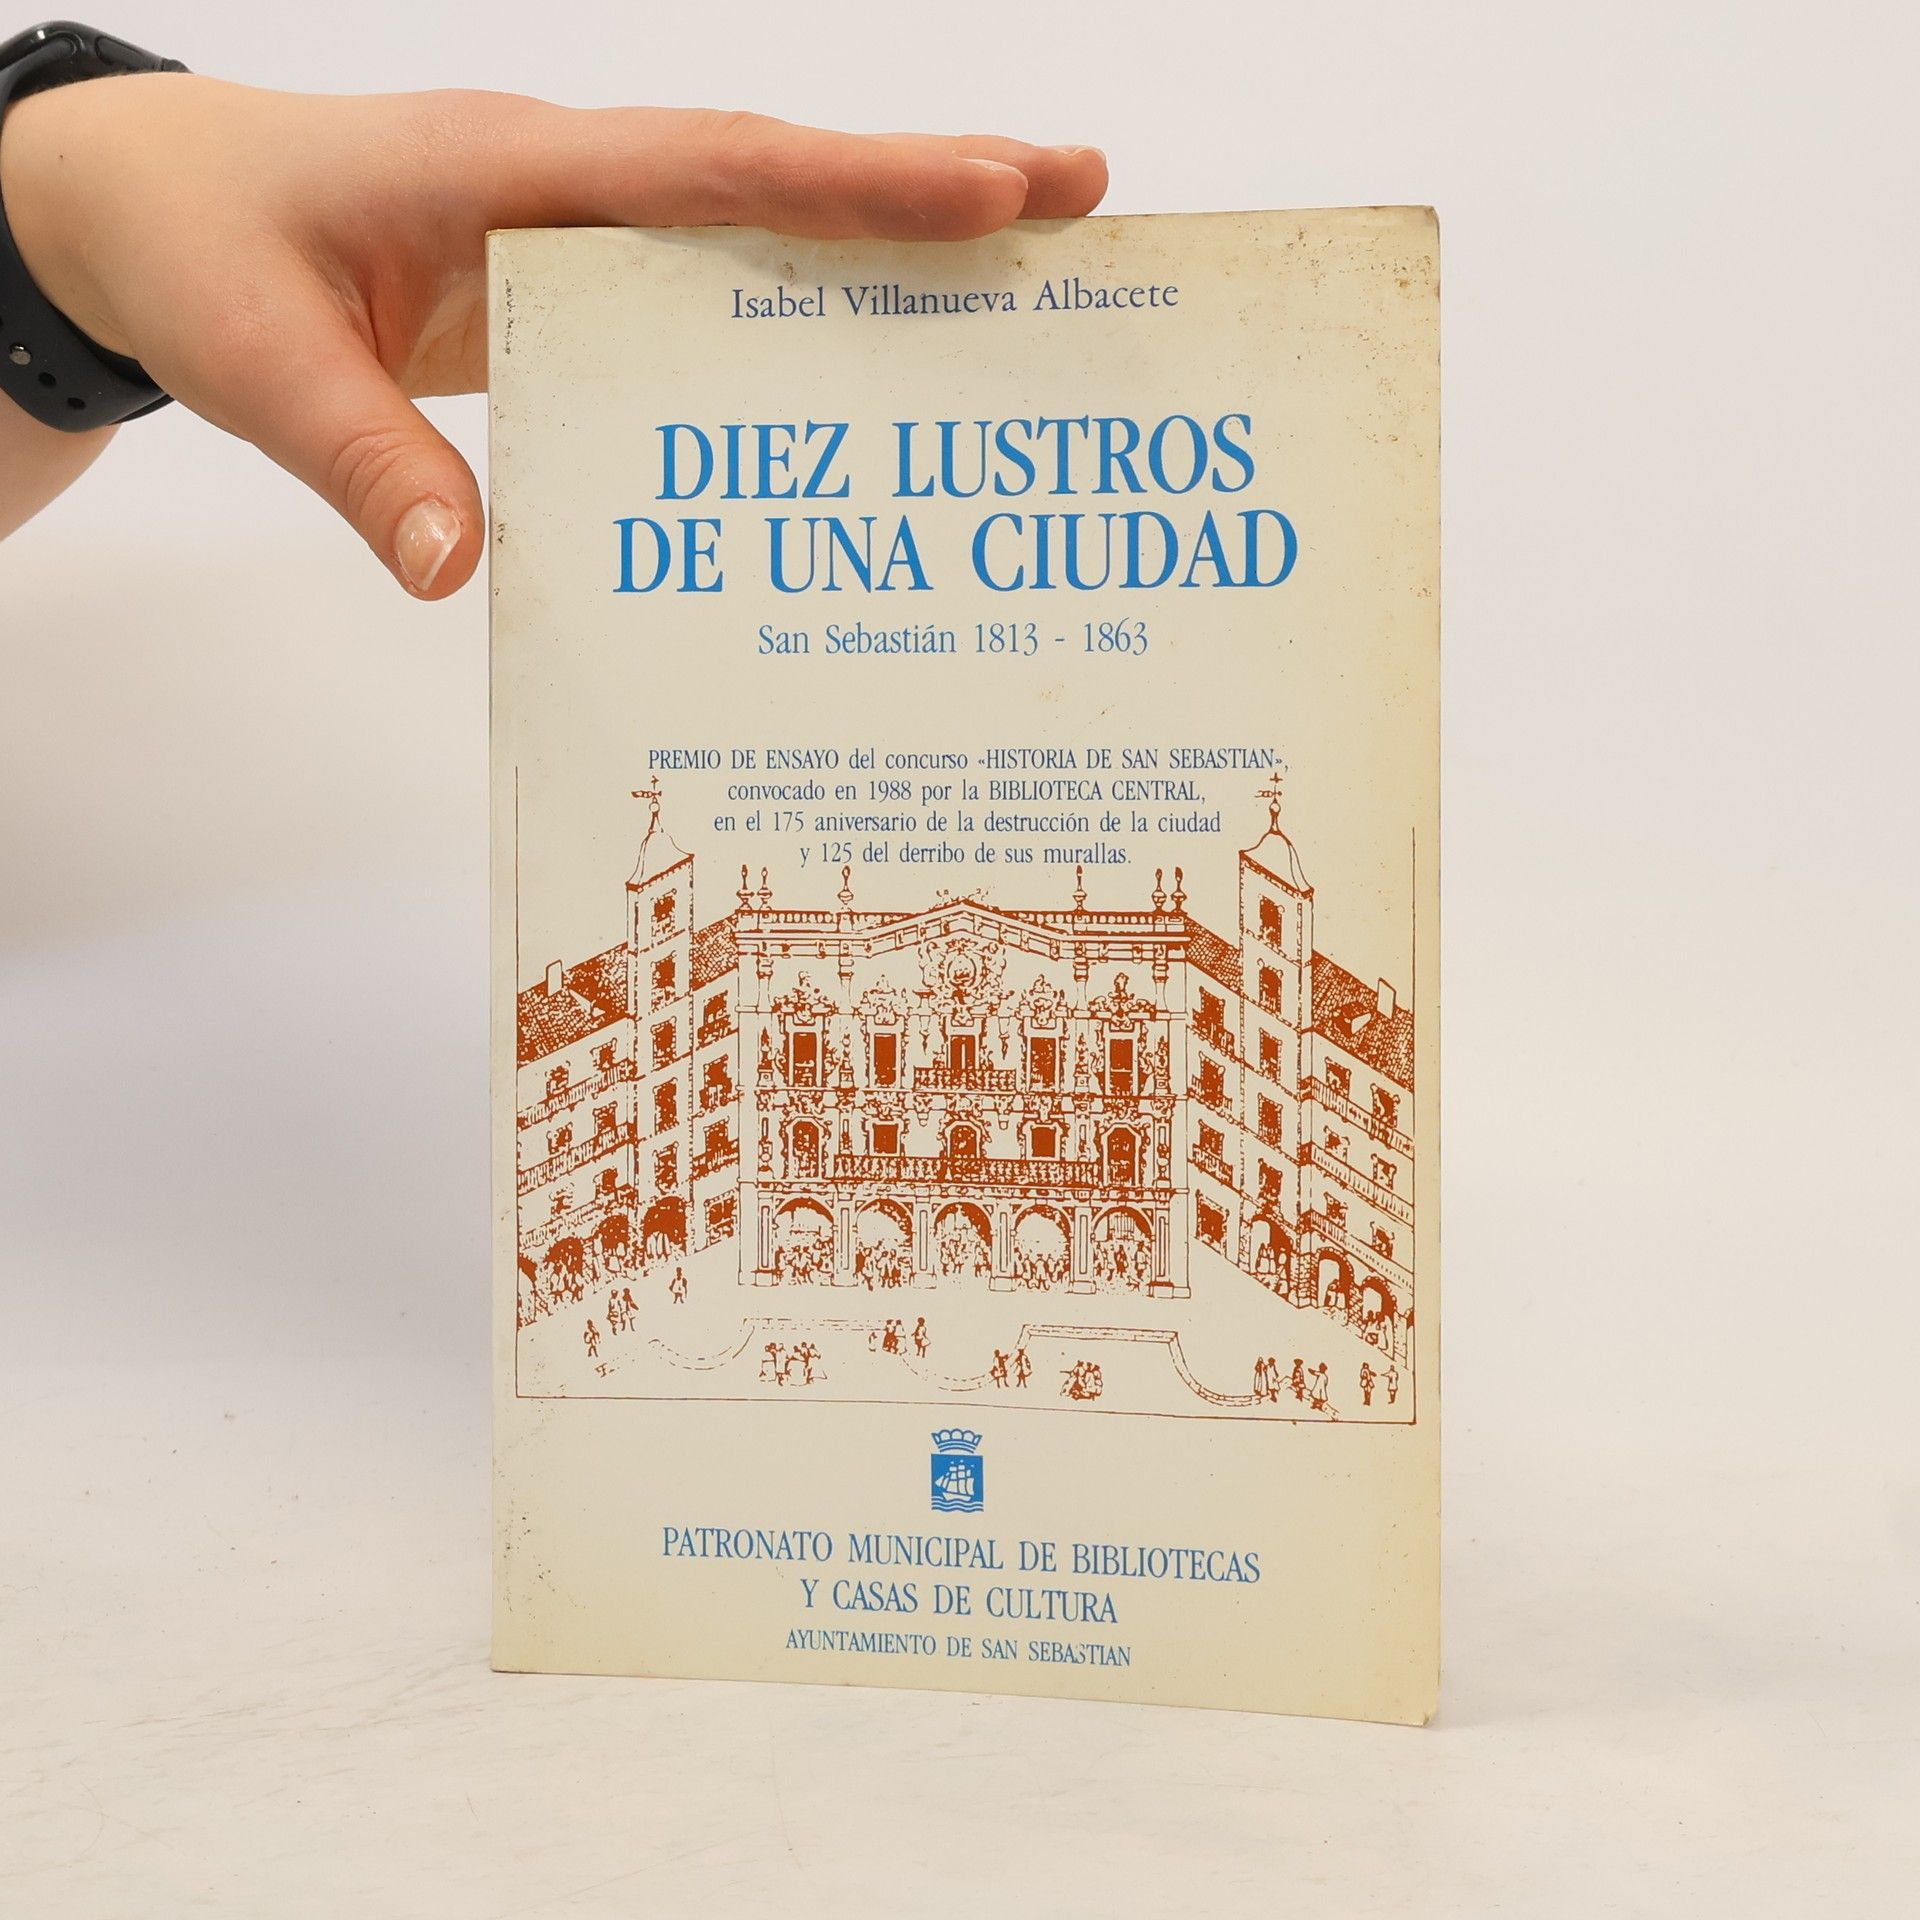 Isabel Villanueva Albacete
DIEZ LUSTROS
DE UNA CIUDAD
San Sebastián 1813 - 1863
PREMIO DE ENSAYO del concurso «HISTORIA DE SAN SEBASTIAN»,
convocado en 1988 por la BIBLIOTECA CENTRAL,
en el 175 aniversario de la destrucción de la ciudad
y 125 del derribo de sus murallas.
PATRONATO MUNICIPAL DE BIBLIOTECAS
Y CASAS DE CULTURA
AYUNTAMIENTO DE SAN SEBASTIAN